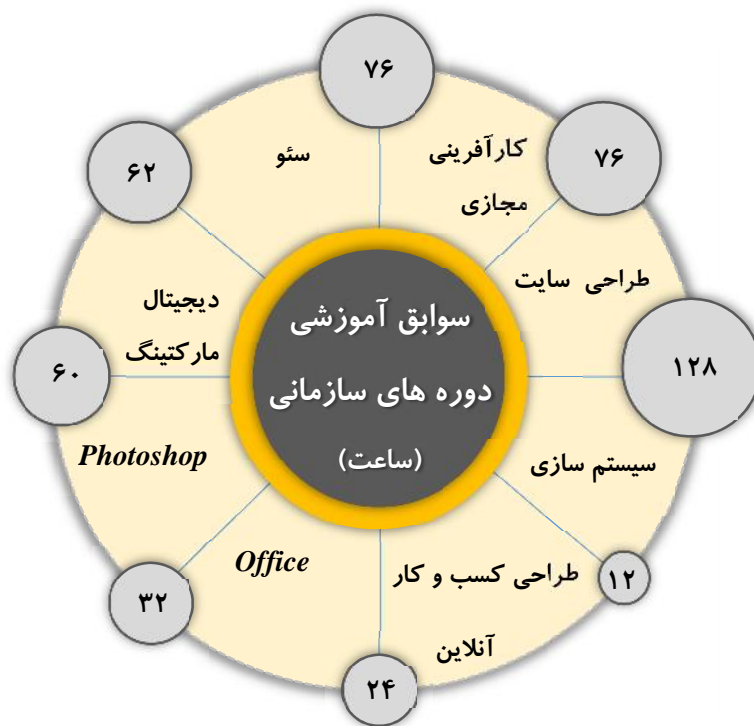 ۷۶
سئو
کارآفرینی
مجازی
۷۶
۶۲
طراحی سایت
دیجیتال
مارکتینگ
سوابق آموزشی
دوره های سازمانی
(ساعت)
۱۲۸
۶۰
Photoshop
سیستم سازی
Office
طراحی کسب و کار
آنلاین
۱۲
۳۲
۲۴